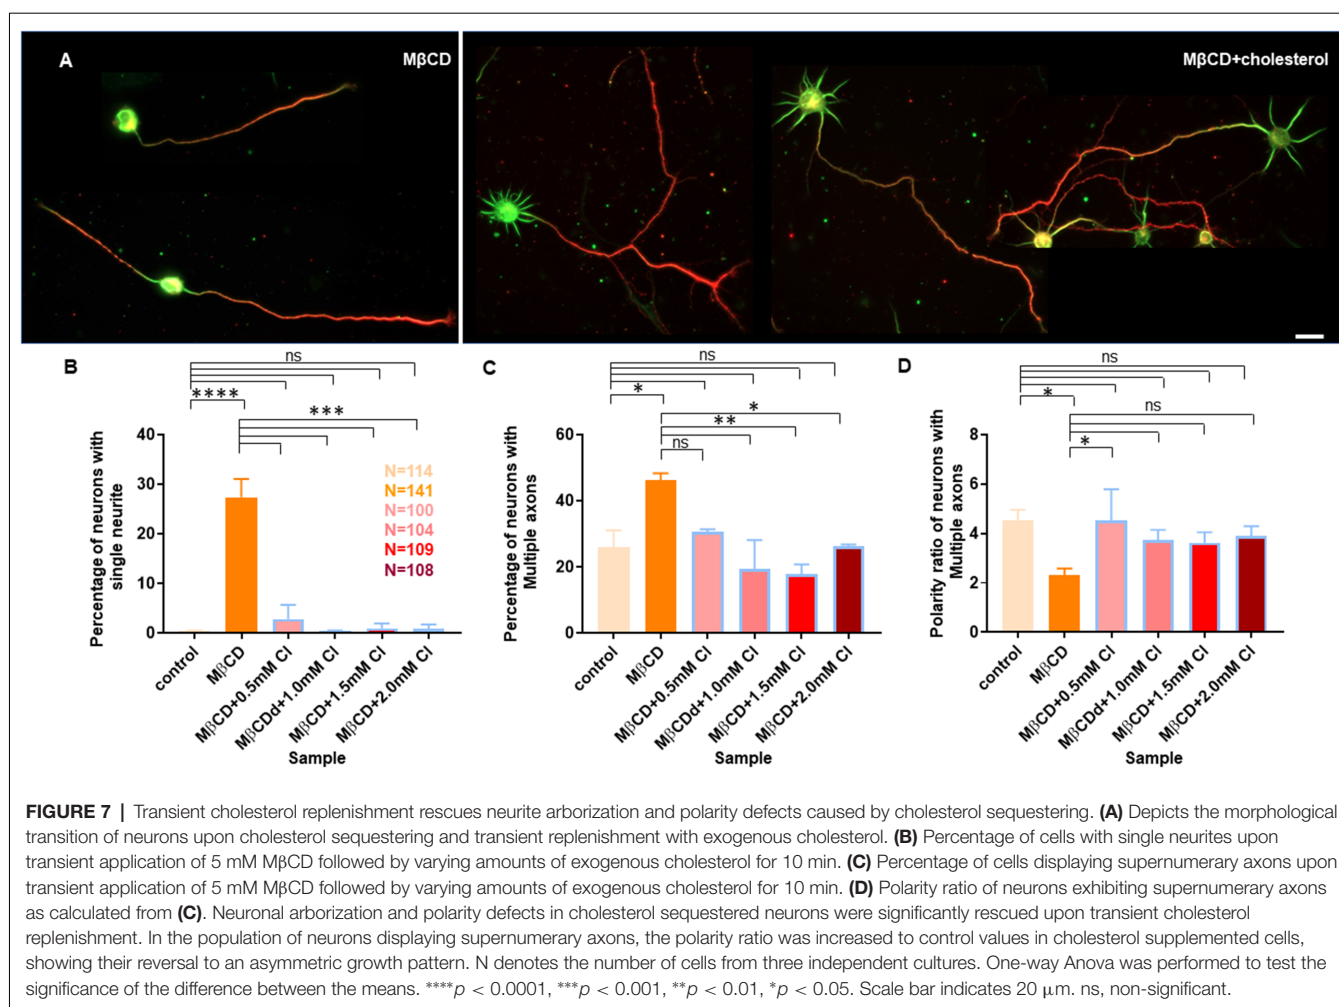 A
MβCD
MβCD+cholesterol
B
ns
****
***
Percentage of neurons with
single neurite
40
30
20
10
0
N=114
N=141
N=100
N=104
N=109
N=108
control
MβCD
MβCD+0.5mM Cl
MβCDd+1.0mM Cl
MβCD+1.5mM Cl
MβCD+2.0mM Cl
Sample
C
ns
*
*
**
ns
Percentage of neurons with
Multiple axons
60
40
20
0
control
MβCD
MβCD+0.5mM Cl
MβCDd+1.0mM Cl
MβCD+1.5mM Cl
MβCD+2.0mM Cl
Sample
D
ns
*
ns
*
Polarity ratio of neurons with
Multiple axons
8
6
4
2
0
control
MβCD
MβCD+0.5mM Cl
MβCDd+1.0mM Cl
MβCD+1.5mM Cl
MβCD+2.0mM Cl
Sample
FIGURE 7 | Transient cholesterol replenishment rescues neurite arborization and polarity defects caused by cholesterol sequestering. (A) Depicts the morphological
transition of neurons upon cholesterol sequestering and transient replenishment with exogenous cholesterol. (B) Percentage of cells with single neurites upon
transient application of 5 mM MβCD followed by varying amounts of exogenous cholesterol for 10 min. (C) Percentage of cells displaying supernumerary axons upon
transient application of 5 mM MβCD followed by varying amounts of exogenous cholesterol for 10 min. (D) Polarity ratio of neurons exhibiting supernumerary axons
as calculated from (C). Neuronal arborization and polarity defects in cholesterol sequestered neurons were significantly rescued upon transient cholesterol
replenishment. In the population of neurons displaying supernumerary axons, the polarity ratio was increased to control values in cholesterol supplemented cells,
showing their reversal to an asymmetric growth pattern. N denotes the number of cells from three independent cultures. One-way Anova was performed to test the
significance of the difference between the means. ****p < 0.0001, ***p < 0.001, **p < 0.01, *p < 0.05. Scale bar indicates 20 μm. ns, non-significant.